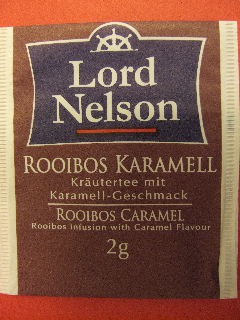 Lord
Nelson
ROOIBOS KARAMELL
Kräutertee mit
Karamell-Geschmack
ROOIBOS CARAMEL
Rooibos Infusion with Caramel Flavour
2g